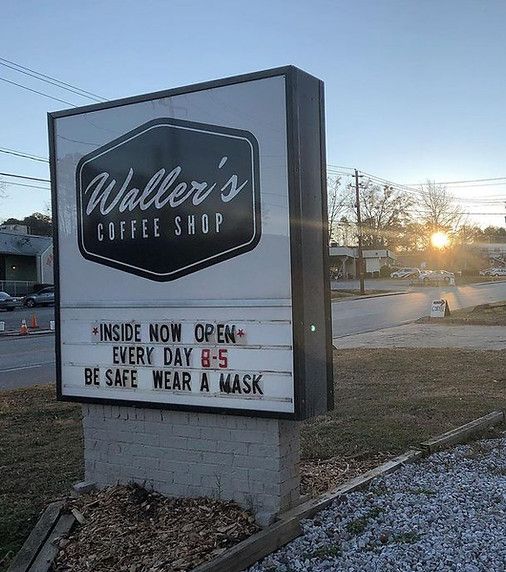 Waller's
COFFEE SHOP
*INSIDE NOW OPEN*
EVERY DAY 8-5
BE SAFE WEAR A MASK